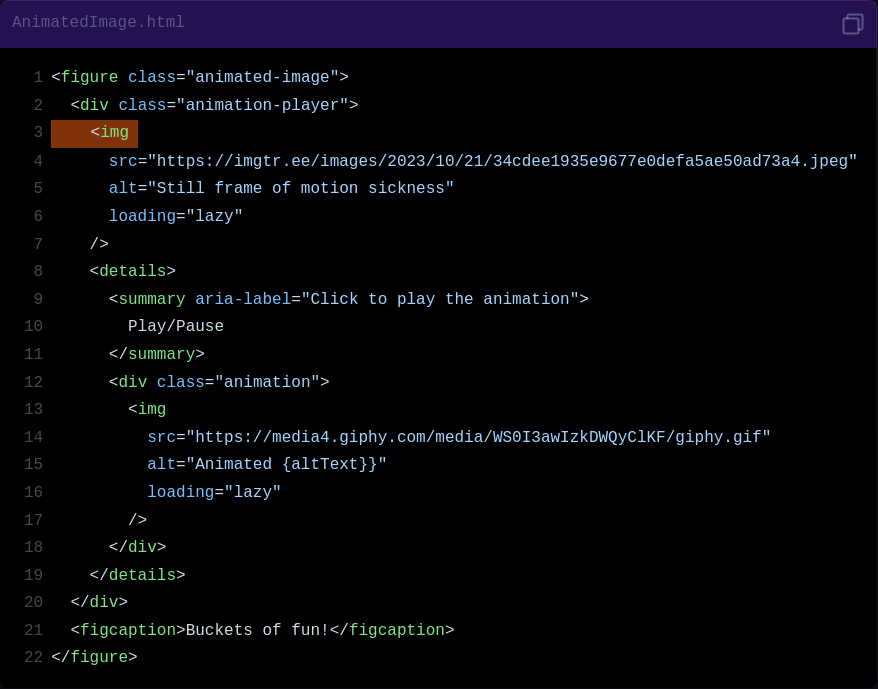 AnimatedImage.html
1 <figure class="animated-image">
2   <div class="animation-player">
3     <img
4       src="https://imgtr.ee/images/2023/10/21/34cdee1935e9677e0defa5ae50ad73a4.jpeg"
5       alt="Still frame of motion sickness"
6       loading="lazy"
7     />
8     <details>
9       <summary aria-label="Click to play the animation">
10         Play/Pause
11       </summary>
12       <div class="animation">
13         <img
14           src="https://media4.giphy.com/media/WS0I3awIzkDWQyClKF/giphy.gif"
15           alt="Animated {altText}}"
16           loading="lazy"
17         />
18       </div>
19     </details>
20   </div>
21   <figcaption>Buckets of fun!</figcaption>
22 </figure>